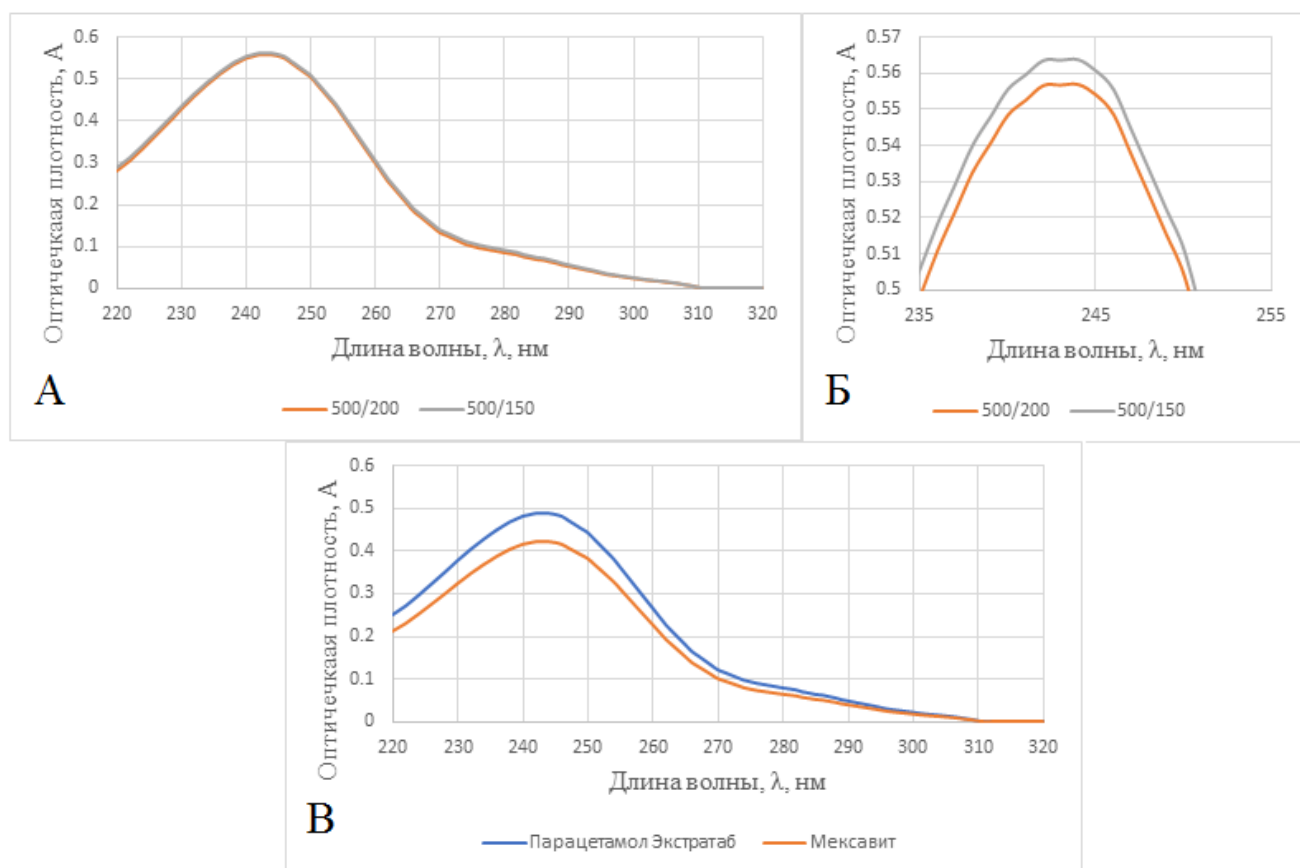 Оптичечкаая плотность, А
0.6
0.5
0.4
0.3
0.2
0.1
0
220 230 240 250 260 270 280 290 300 310 320
Длина волны, λ, нм
А
500/200 500/150
Оптичечкаая плотность, А
0.57
0.56
0.55
0.54
0.53
0.52
0.51
0.5
235 245 255
Длина волны, λ, нм
Б
500/200 500/150
Оптичечкаая плотность, А
0.6
0.5
0.4
0.3
0.2
0.1
0
220 230 240 250 260 270 280 290 300 310 320
Длина волны, λ, нм
В
Парацетамол Экстратаб Мексавит